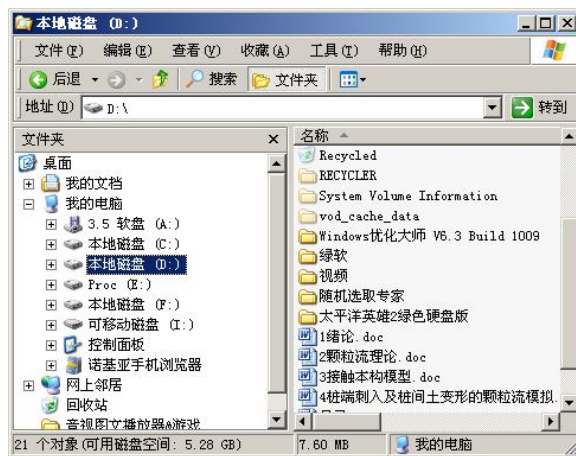 本地磁盘 (D:)
文件(F) 编辑(E) 查看(V) 收藏(A) 工具(T) 帮助(H)
后退 搜索 文件夹
地址(D) D:\ 转到
文件夹 x
桌面
我的文档
我的电脑
3.5 软盘 (A:)
本地磁盘 (C:)
本地磁盘 (D:)
Proc (E:)
本地磁盘 (F:)
可移动磁盘 (I:)
控制面板
诺基亚手机浏览器
网上邻居
回收站
音视图文播放器&游戏
名称
Recycled
RECYCLER
System Volume Information
vod_cache_data
Windows优化大师 V6.3 Build 1009
绿软
视频
随机选取专家
太平洋英雄2绿色硬盘版
1绪论.doc
2颗粒流理论.doc
3接触本构模型.doc
4桩端刺入及桩间土变形的颗粒流模拟.
21 个对象(可用磁盘空间: 5.28 GB) 7.60 MB 我的电脑